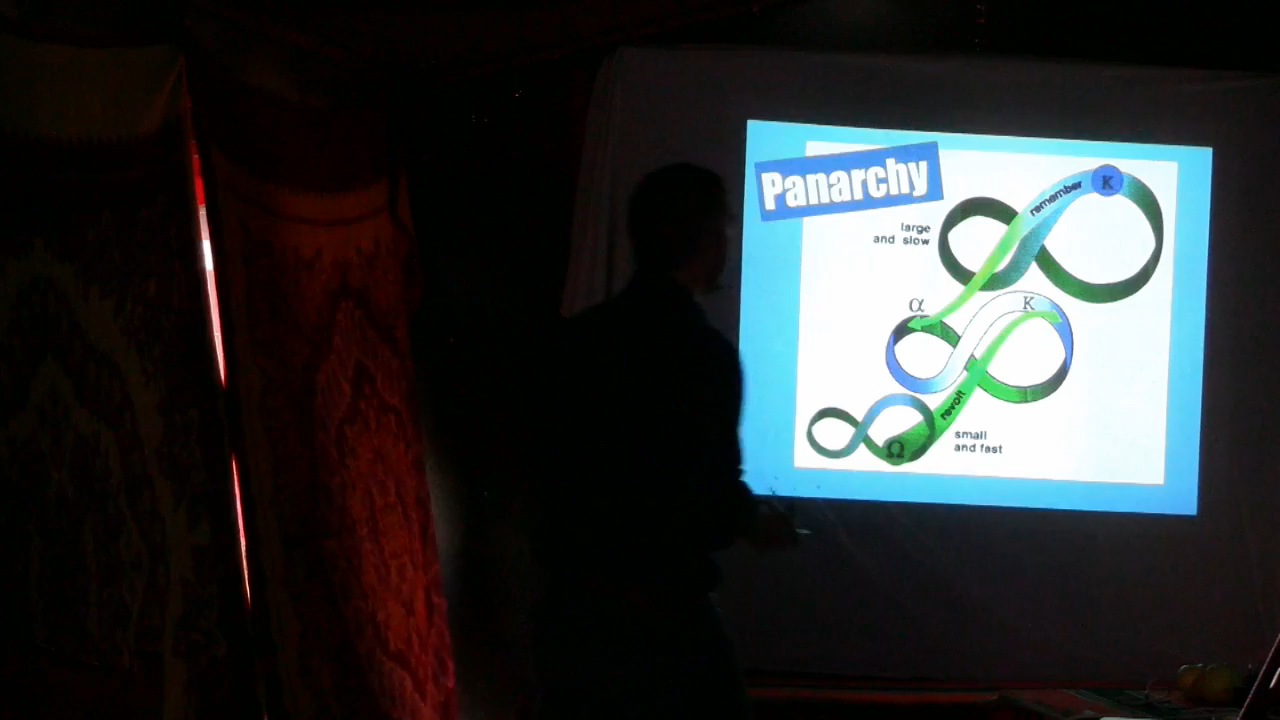 Panarchy
remember
K
large
and slow
α
K
revolt
small
and fast
Ω